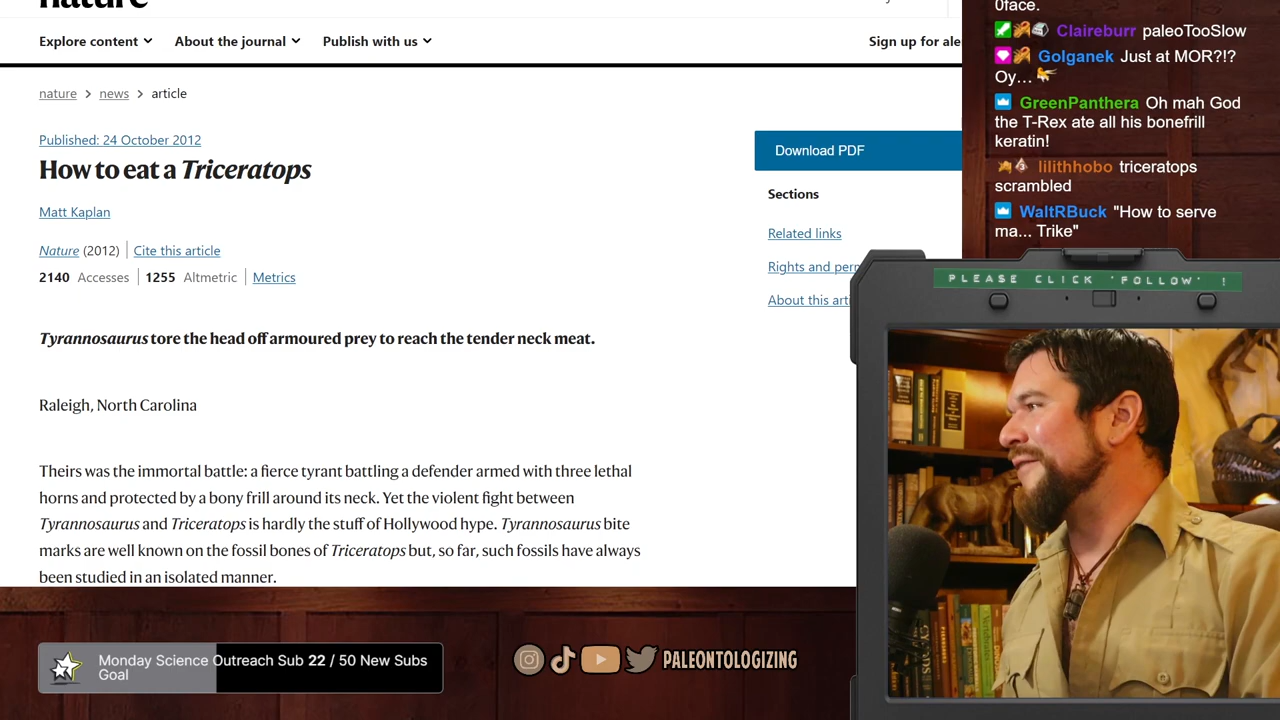 nature
Explore content
About the journal
Publish with us
Sign up for ale
nature > news > article
Published: 24 October 2012
How to eat a Triceratops
Matt Kaplan
Nature (2012) | Cite this article
2140 Accesses | 1255 Altmetric | Metrics
Tyrannosaurus tore the head off armoured prey to reach the tender neck meat.
Raleigh, North Carolina
Theirs was the immortal battle: a fierce tyrant battling a defender armed with three lethal
horns and protected by a bony frill around its neck. Yet the violent fight between
Tyrannosaurus and Triceratops is hardly the stuff of Hollywood hype. Tyrannosaurus bite
marks are well known on the fossil bones of Triceratops but, so far, such fossils have always
been studied in an isolated manner.
Download PDF
Sections
Related links
Rights and perm
About this arti
0face.
Claireburr paleoTooSlow
Golganek Just at MOR?!?
Oy…
GreenPanthera Oh mah God
the T-Rex ate all his bonefrill
keratin!
lilithhobo triceratops
scrambled
WaltRBuck "How to serve
ma... Trike"
PLEASE CLICK 'FOLLOW' !
Monday Science Outreach Sub 22 / 50 New Subs
Goal
PALEONTOLOGIZING